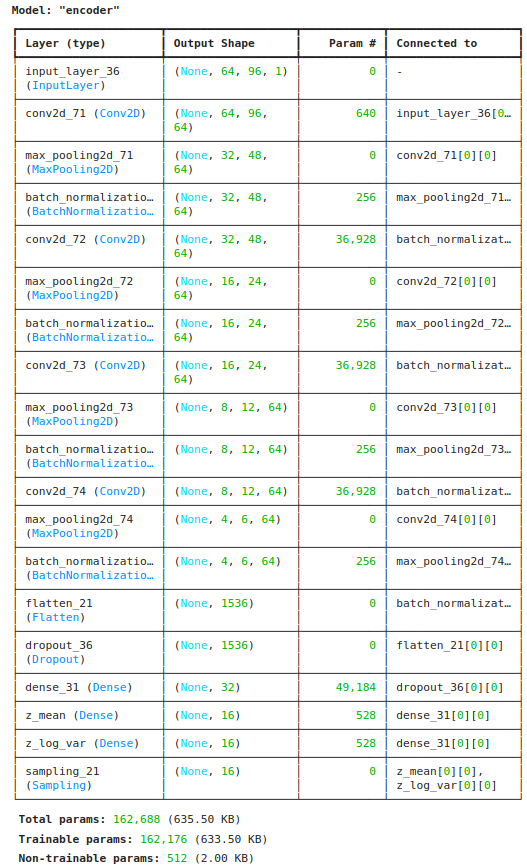 Model: "encoder"
Layer (type) Output Shape Param # Connected to
input_layer_36 (None, 64, 96, 1) 0 -
(InputLayer)
conv2d_71 (Conv2D) (None, 64, 96, 640 input_layer_36[0…
64)
max_pooling2d_71 (None, 32, 48, 0 conv2d_71[0][0]
(MaxPooling2D) 64)
batch_normalizatio… (None, 32, 48, 256 max_pooling2d_71…
(BatchNormalizatio… 64)
conv2d_72 (Conv2D) (None, 32, 48, 36,928 batch_normalizat…
64)
max_pooling2d_72 (None, 16, 24, 0 conv2d_72[0][0]
(MaxPooling2D) 64)
batch_normalizatio… (None, 16, 24, 256 max_pooling2d_72…
(BatchNormalizatio… 64)
conv2d_73 (Conv2D) (None, 16, 24, 36,928 batch_normalizat…
64)
max_pooling2d_73 (None, 8, 12, 64) 0 conv2d_73[0][0]
(MaxPooling2D)
batch_normalizatio… (None, 8, 12, 64) 256 max_pooling2d_73…
(BatchNormalizatio…
conv2d_74 (Conv2D) (None, 8, 12, 64) 36,928 batch_normalizat…
max_pooling2d_74 (None, 4, 6, 64) 0 conv2d_74[0][0]
(MaxPooling2D)
batch_normalizatio… (None, 4, 6, 64) 256 max_pooling2d_74…
(BatchNormalizatio…
flatten_21 (None, 1536) 0 batch_normalizat…
(Flatten)
dropout_36 (None, 1536) 0 flatten_21[0][0]
(Dropout)
dense_31 (Dense) (None, 32) 49,184 dropout_36[0][0]
z_mean (Dense) (None, 16) 528 dense_31[0][0]
z_log_var (Dense) (None, 16) 528 dense_31[0][0]
sampling_21 (None, 16) 0 z_mean[0][0],
(Sampling) z_log_var[0][0]
Total params: 162,688 (635.50 KB)
Trainable params: 162,176 (633.50 KB)
Non-trainable params: 512 (2.00 KB)